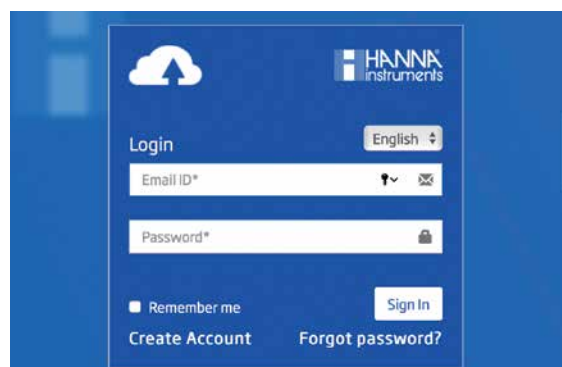 HANNA
instruments
Login
English
Email ID*
Password*
Remember me
Sign In
Create Account
Forgot password?